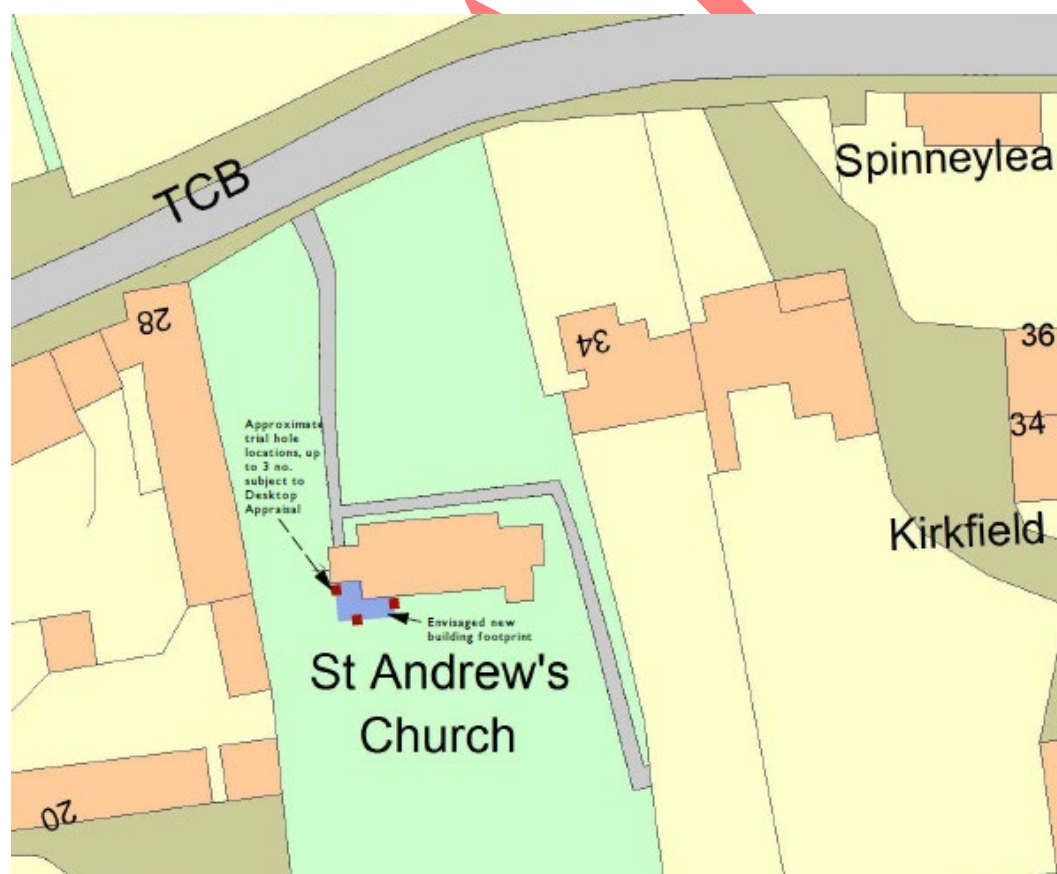 TCB
Spinneylea
28
34
36
34
Approximate
trial hole
locations, up
to 3 no.
subject to
Desktop
Appraisal
Kirkfield
Envisaged new
building footprint
St Andrew's
Church
20